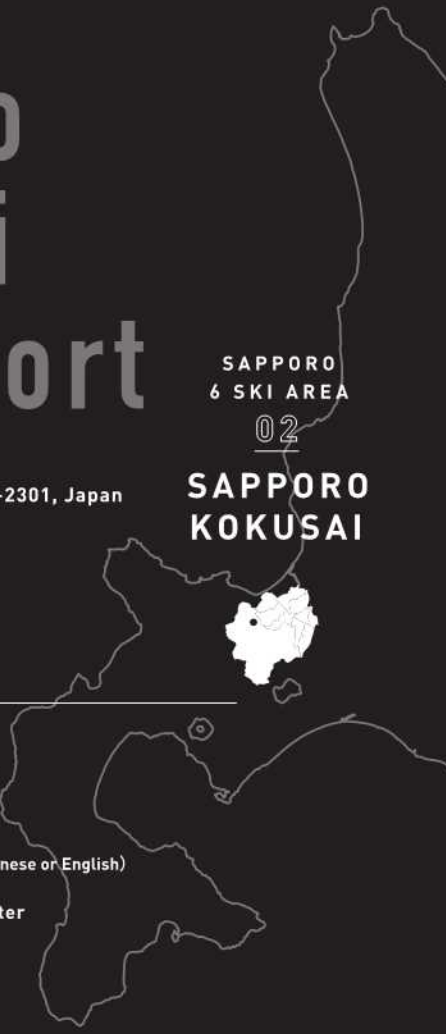 o
i
ort
SAPPORO
6 SKI AREA
02
-2301, Japan
SAPPORO
KOKUSAI
nese or English)
ter